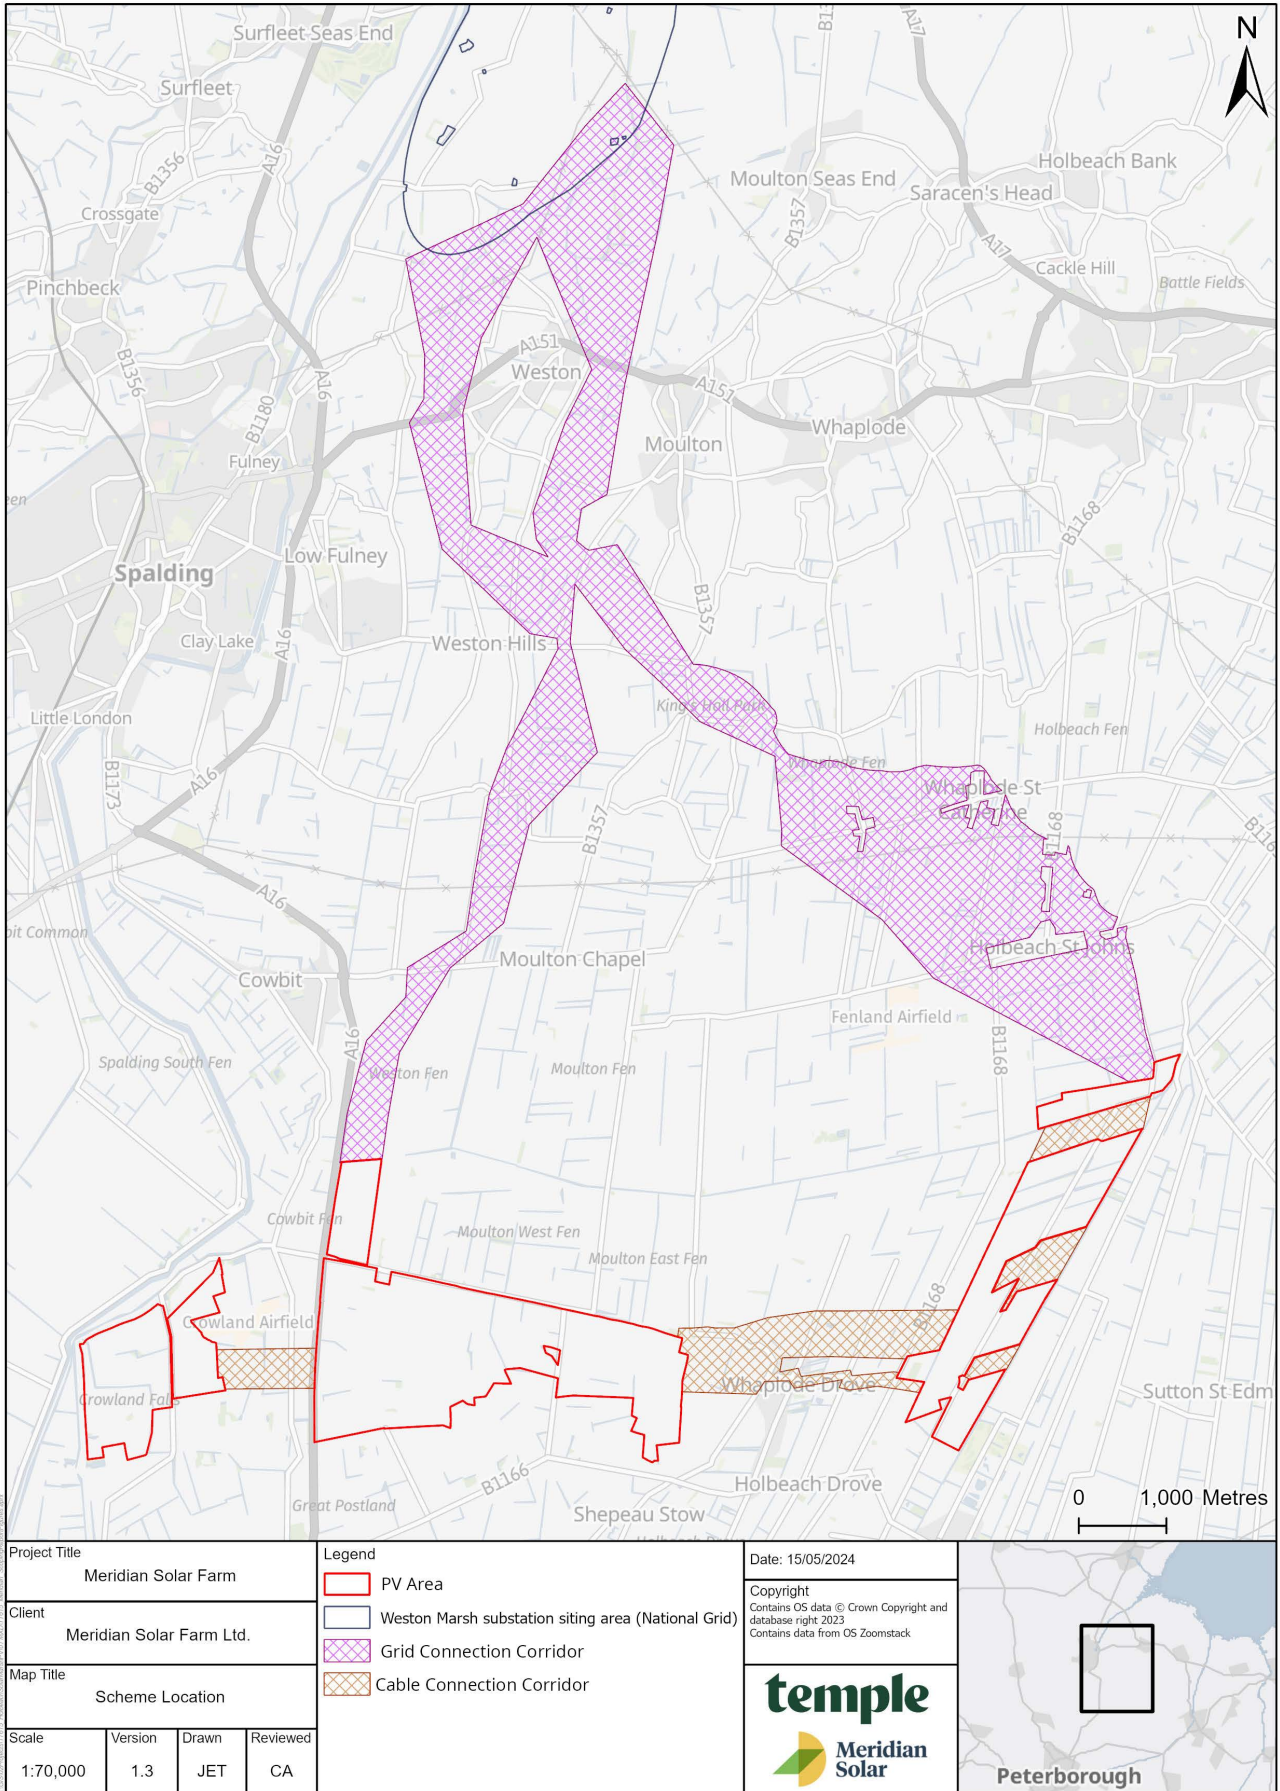 Surfleet Seas End
B13
A17
N
Surfleet
A16
B1356
Holbeach Bank
Moulton Seas End
Saracen's Head
Crossgate
B1357
A17
Cackle Hill
Pinchbeck
Battle Fields
A151
B1356
Weston
A16
A151
B1180
Whaplode
Moulton
Fulney
een
B1168
Low Fulney
Spalding
B1357
Clay Lake
A16
Weston Hills
King's Hall Park
Little London
Holbeach Fen
Whaplode Fen
A16
B1173
Whaplode St
Catherine
B1357
1168
B116
A16
bit Common
Holbeach St Johns
Moulton Chapel
Cowbit
Fenland Airfield
A16
B1168
Spalding South Fen
Weston Fen
Moulton Fen
Cowbit Fen
Moulton West Fen
Moulton East Fen
B1168
Crowland Airfield
Whaplode Drove
Crowland Falls
Sutton St Edm
B1166
Holbeach Drove
0 1,000 Metres
Great Postland
Shepeau Stow
Project Title
Meridian Solar Farm
Client
Meridian Solar Farm Ltd.
Map Title
Scheme Location
Scale
1:70,000
Version
1.3
Drawn
JET
Reviewed
CA
Legend
PV Area
Weston Marsh substation siting area (National Grid)
Grid Connection Corridor
Cable Connection Corridor
Date: 15/05/2024
Copyright
Contains OS data © Crown Copyright and
database right 2023
Contains data from OS Zoomstack
temple
Meridian
Solar
Peterborough